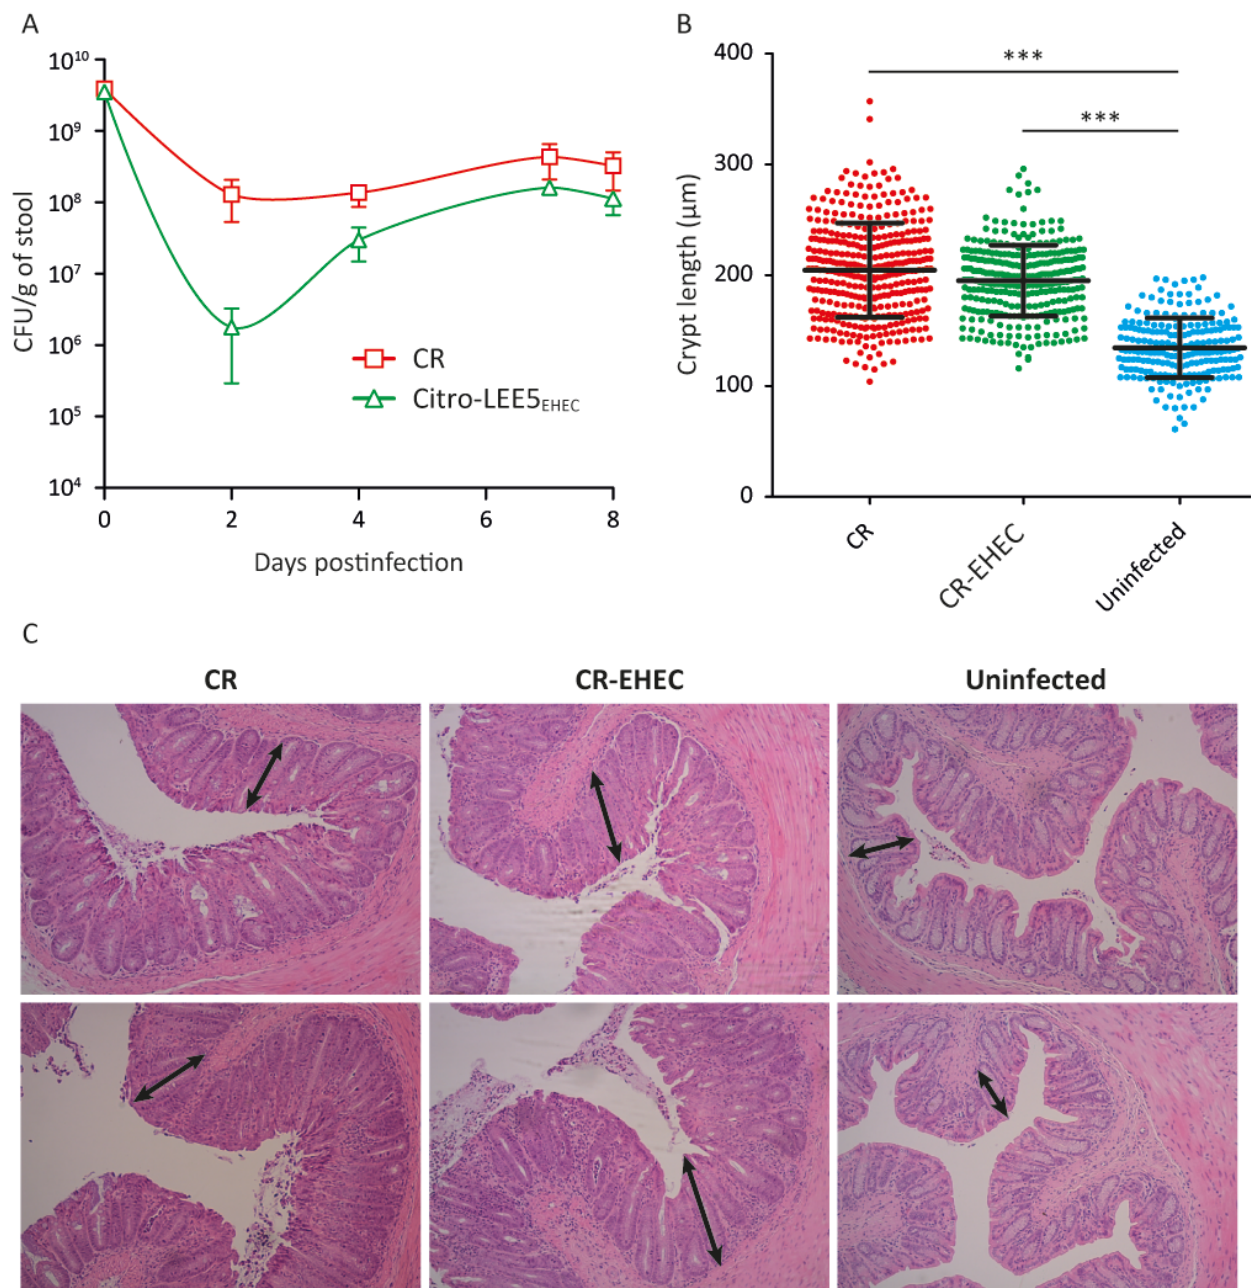 A
10¹⁰
10⁹
10⁸
10⁷
10⁶
10⁵
10⁴
CFU/g of stool
0
2
4
6
8
Days postinfection
CR
Citro-LEE5EHEC
B
400
300
200
100
0
Crypt length (µm)
***
***
CR
CR-EHEC
Uninfected
C
CR
CR-EHEC
Uninfected